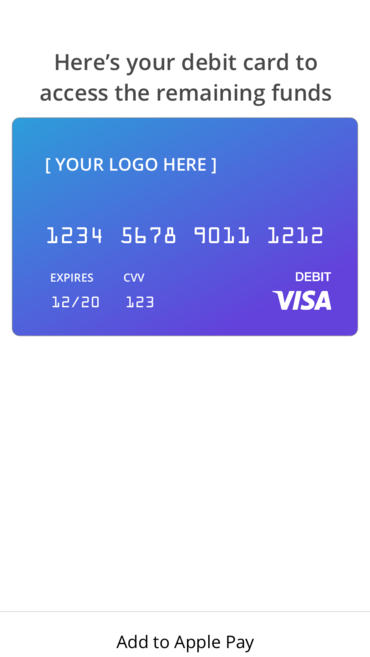 Here’s your debit card to
access the remaining funds
[ YOUR LOGO HERE ]
1234 5678 9011 1212
EXPIRES CVV DEBIT
12/20 123 VISA
Add to Apple Pay